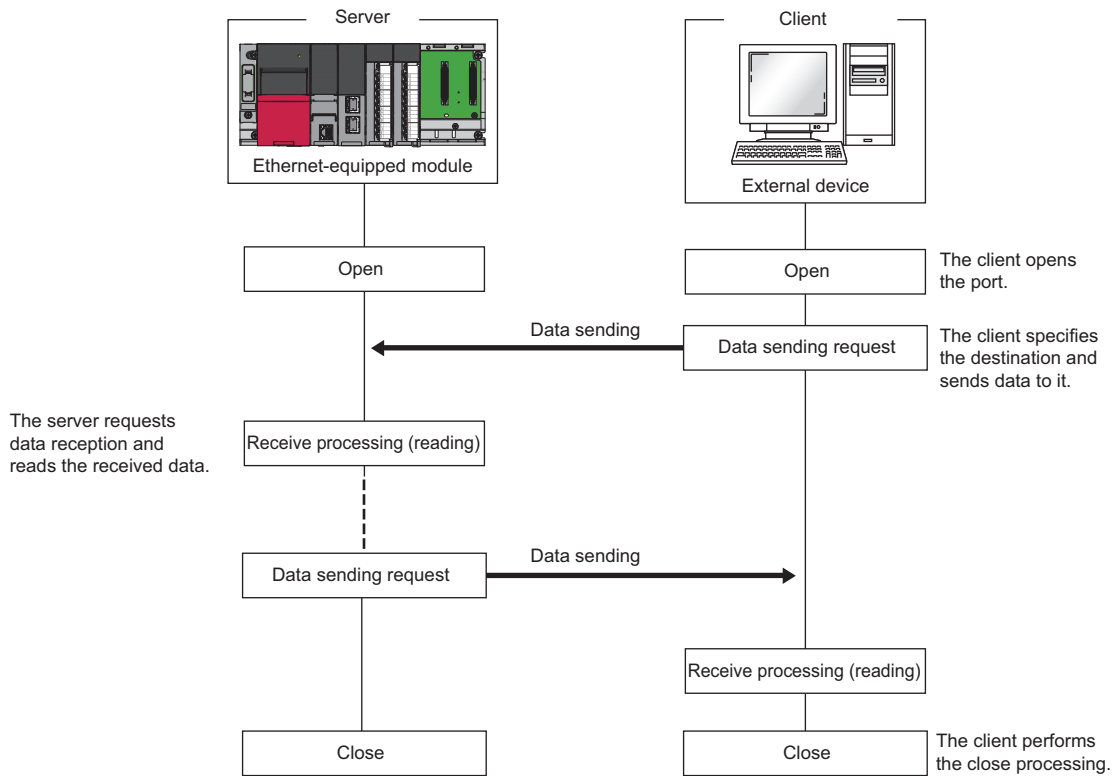 Server
Client
Ethernet-equipped module
External device
Open
Open
The client opens
the port.
Data sending
Data sending request
The client specifies
the destination and
sends data to it.
The server requests
data reception and
reads the received data.
Receive processing (reading)
Data sending request
Data sending
Receive processing (reading)
Close
Close
The client performs
the close processing.